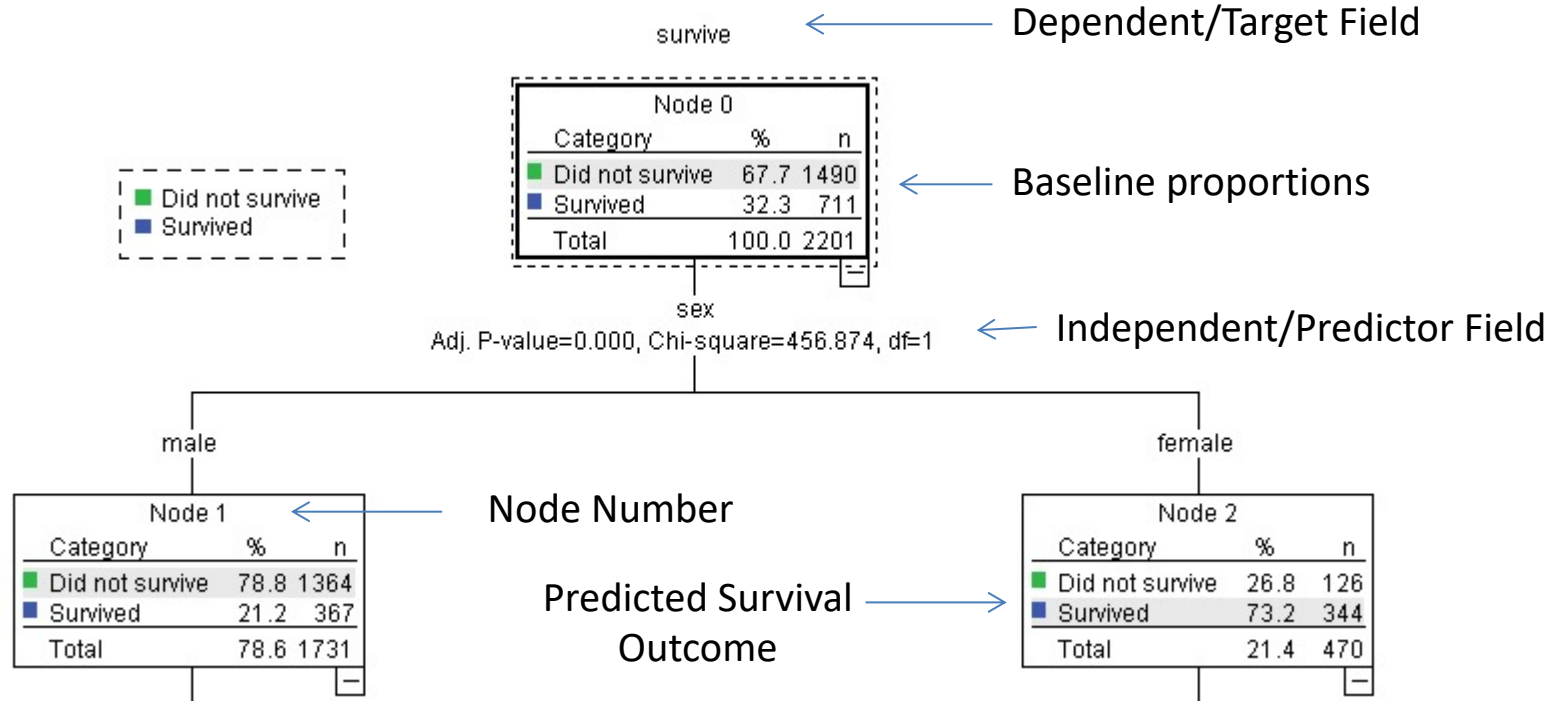 survive
Dependent/Target Field
Node 0
Category % n
Did not survive 67.7 1490
Survived 32.3 711
Total 100.0 2201
Baseline proportions
Did not survive
Survived
sex
Adj. P-value=0.000, Chi-square=456.874, df=1
Independent/Predictor Field
male
female
Node 1
Category % n
Did not survive 78.8 1364
Survived 21.2 367
Total 78.6 1731
Node Number
Predicted Survival
Outcome
Node 2
Category % n
Did not survive 26.8 126
Survived 73.2 344
Total 21.4 470